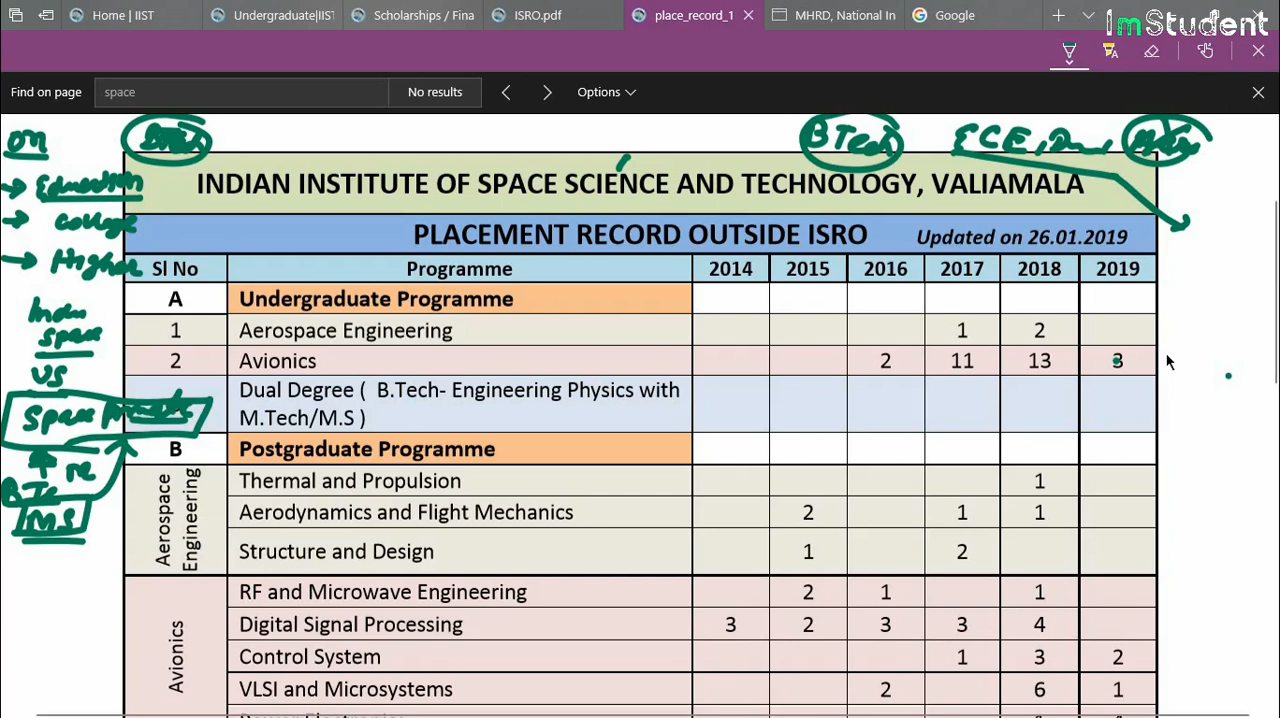 Home | IIST
Undergraduate|IIST
Scholarships / Fina
ISRO.pdf
place_record_1
MHRD, National In
Google
ImStudent
Find on page
space
No results
Options
on
BTech
BTech
ECE,
Education
college
Higher
Indian
space
US
Space
BTe
MS
INDIAN INSTITUTE OF SPACE SCIENCE AND TECHNOLOGY, VALIAMALA
PLACEMENT RECORD OUTSIDE ISRO Updated on 26.01.2019
Sl No Programme 2014 2015 2016 2017 2018 2019
A Undergraduate Programme
1 Aerospace Engineering 1 2
2 Avionics 2 11 13 3
Dual Degree ( B.Tech- Engineering Physics with
M.Tech/M.S )
B Postgraduate Programme
Aerospace
Engineering
Thermal and Propulsion 1
Aerodynamics and Flight Mechanics 2 1 1
Structure and Design 1 2
Avionics
RF and Microwave Engineering 2 1 1
Digital Signal Processing 3 2 3 3 4
Control System 1 3 2
VLSI and Microsystems 2 6 1